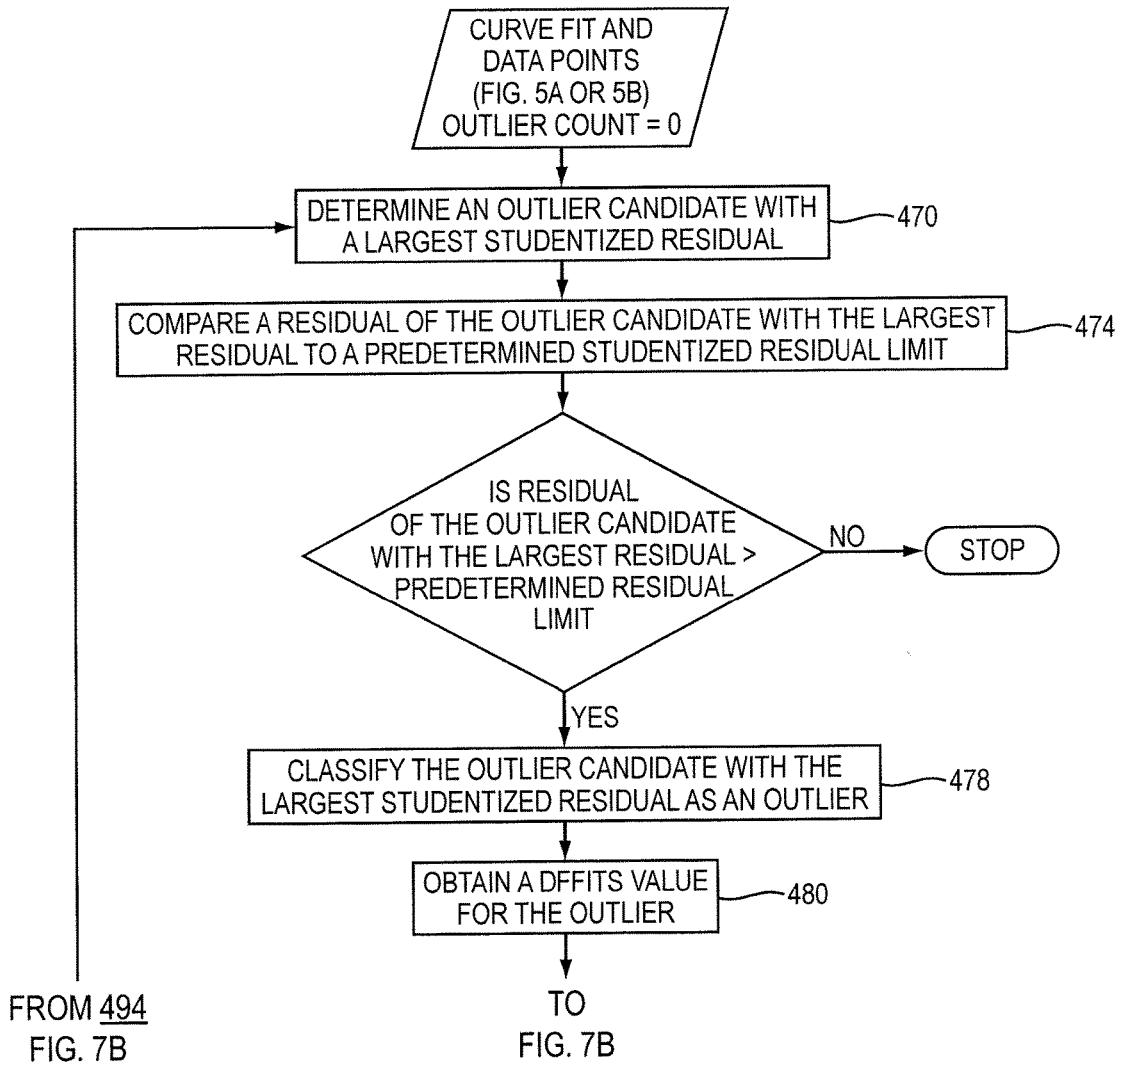 CURVE FIT AND
DATA POINTS
(FIG. 5A OR 5B)
OUTLIER COUNT = 0
DETERMINE AN OUTLIER CANDIDATE WITH
A LARGEST STUDENTIZED RESIDUAL
470
COMPARE A RESIDUAL OF THE OUTLIER CANDIDATE WITH THE LARGEST
RESIDUAL TO A PREDETERMINED STUDENTIZED RESIDUAL LIMIT
474
IS RESIDUAL
OF THE OUTLIER CANDIDATE
WITH THE LARGEST RESIDUAL >
PREDETERMINED RESIDUAL
LIMIT
NO
STOP
YES
CLASSIFY THE OUTLIER CANDIDATE WITH THE
LARGEST STUDENTIZED RESIDUAL AS AN OUTLIER
478
OBTAIN A DFFITS VALUE
FOR THE OUTLIER
480
FROM 494
FIG. 7B
TO
FIG. 7B